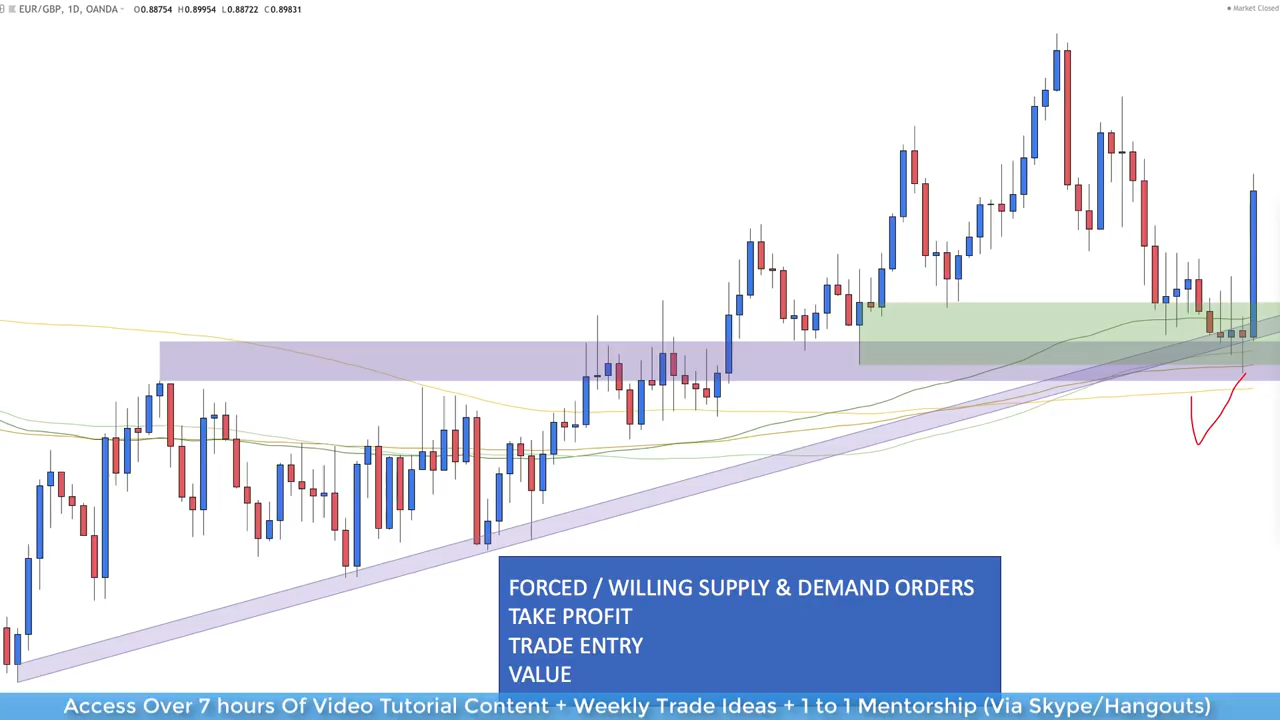 EUR/GBP, 1D, OANDA O0.88754 H0.89954 L0.88722 C0.89831
Market Closed
FORCED / WILLING SUPPLY & DEMAND ORDERS
TAKE PROFIT
TRADE ENTRY
VALUE
Access Over 7 hours Of Video Tutorial Content + Weekly Trade Ideas + 1 to 1 Mentorship (Via Skype/Hangouts)